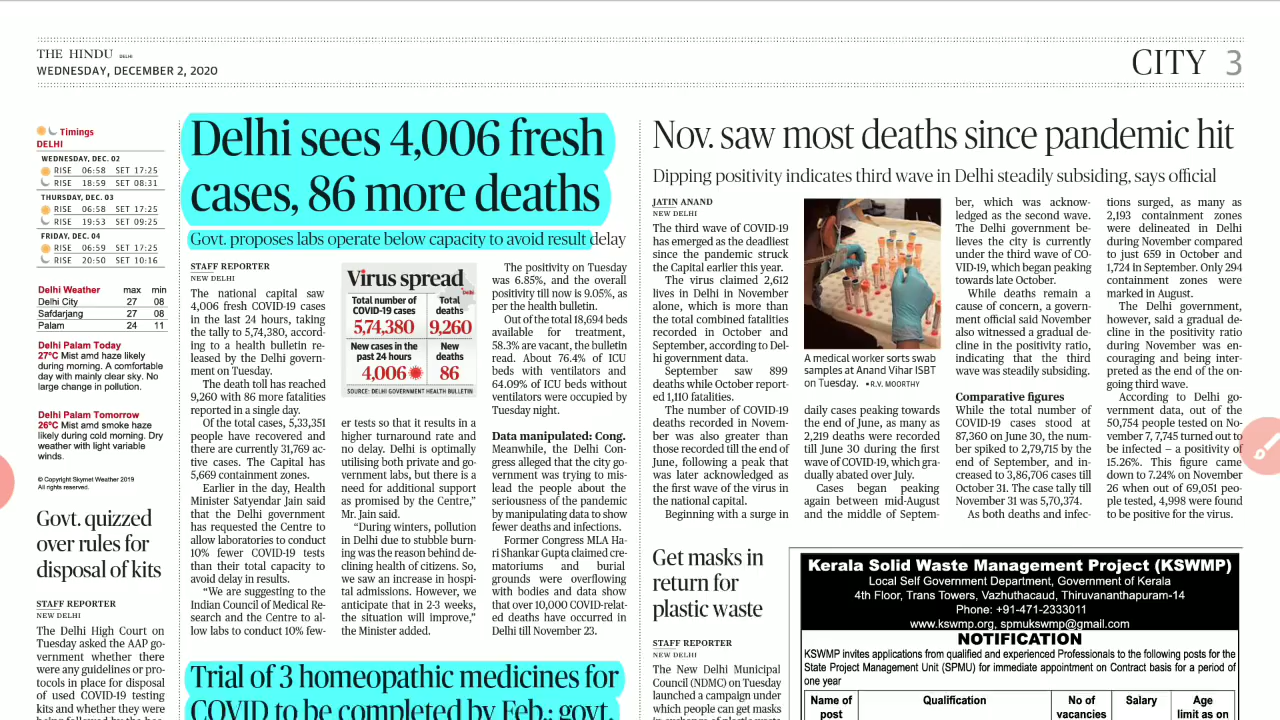 THE HINDU DELHI
WEDNESDAY, DECEMBER 2, 2020
CITY 3
Timings
DELHI
WEDNESDAY, DEC. 02
RISE 06:58 SET 17:25
RISE 18:59 SET 08:31
THURSDAY, DEC. 03
RISE 06:58 SET 17:25
RISE 19:53 SET 09:25
FRIDAY, DEC. 04
RISE 06:59 SET 17:25
RISE 20:50 SET 10:16
Delhi Weather max min
Delhi City 27 08
Safdarjang 27 08
Palam 24 11
Delhi Palam Today
27°C Mist amd haze likely
during morning. A comfortable
day with mainly clear sky. No
large change in pollution.
Delhi Palam Tomorrow
26°C Mist amd smoke haze
likely during cold morning. Dry
weather with light variable
winds.
© Copyright Skymet Weather 2019
All rights reserved.
Govt. quizzed
over rules for
disposal of kits
STAFF REPORTER
NEW DELHI
The Delhi High Court on
Tuesday asked the AAP go-
vernment whether there
were any guidelines or pro-
tocols in place for disposal
of used COVID-19 testing
kits and whether they were
Delhi sees 4,006 fresh
cases, 86 more deaths
Govt. proposes labs operate below capacity to avoid result delay
STAFF REPORTER
NEW DELHI
The national capital saw
4,006 fresh COVID-19 cases
in the last 24 hours, taking
the tally to 5,74,380, accord-
ing to a health bulletin re-
leased by the Delhi govern-
ment on Tuesday.
The death toll has reached
9,260 with 86 more fatalities
reported in a single day.
Of the total cases, 5,33,351
people have recovered and
there are currently 31,769 ac-
tive cases. The Capital has
5,669 containment zones.
Earlier in the day, Health
Minister Satyendar Jain said
that the Delhi government
has requested the Centre to
allow laboratories to conduct
10% fewer COVID-19 tests
than their total capacity to
avoid delay in results.
“We are suggesting to the
Indian Council of Medical Re-
search and the Centre to al-
low labs to conduct 10% few-
Virus spread
Delhi
Total number of
COVID-19 cases
5,74,380
Total
deaths
9,260
New cases in the
past 24 hours
4,006
New
deaths
86
SOURCE: DELHI GOVERNMENT HEALTH BULLETIN
er tests so that it results in a
higher turnaround rate and
no delay. Delhi is optimally
utilising both private and go-
vernment labs, but there is a
need for additional support
as promised by the Centre,”
Mr. Jain said.
“During winters, pollution
in Delhi due to stubble bur-
ning was the reason behind de-
clining health of citizens. So,
we saw an increase in hospi-
tal admissions. However, we
anticipate that in 2-3 weeks,
the situation will improve,”
the Minister added.
The positivity on Tuesday
was 6.85%, and the overall
positivity till now is 9.05%, as
per the health bulletin.
Out of the total 18,694 beds
available for treatment,
58.3% are vacant, the bulletin
read. About 76.4% of ICU
beds with ventilators and
64.09% of ICU beds without
ventilators were occupied by
Tuesday night.
Data manipulated: Cong.
Meanwhile, the Delhi Con-
gress alleged that the city go-
vernment was trying to mis-
lead the people about the
seriousness of the pandemic
by manipulating data to show
fewer deaths and infections.
Former Congress MLA Ha-
ri Shankar Gupta claimed cre-
matoriums and burial
grounds were overflowing
with bodies and data show
that over 10,000 COVID-relat-
ed deaths have occurred in
Delhi till November 23.
Trial of 3 homeopathic medicines for
COVID to be completed by Feb.: govt.
Nov. saw most deaths since pandemic hit
Dipping positivity indicates third wave in Delhi steadily subsiding, says official
JATIN ANAND
NEW DELHI
The third wave of COVID-19
has emerged as the deadliest
since the pandemic struck
the Capital earlier this year.
The virus claimed 2,612
lives in Delhi in November
alone, which is more than
the total combined fatalities
recorded in October and
September, according to Del-
hi government data.
September saw 899
deaths while October report-
ed 1,110 fatalities.
The number of COVID-19
deaths recorded in Novem-
ber was also greater than
those recorded till the end of
June, following a peak that
was later acknowledged as
the first wave of the virus in
the national capital.
Beginning with a surge in
A medical worker sorts swab
samples at Anand Vihar ISBT
on Tuesday. • R.V. MOORTHY
daily cases peaking towards
the end of June, as many as
2,219 deaths were recorded
till June 30 during the first
wave of COVID-19, which gra-
dually abated over July.
Cases began peaking
again between mid-August
and the middle of Septem-
ber, which was acknow-
ledged as the second wave.
The Delhi government be-
lieves the city is currently
under the third wave of CO-
VID-19, which began peaking
towards late October.
While deaths remain a
cause of concern, a govern-
ment official said November
also witnessed a gradual de-
cline in the positivity ratio,
indicating that the third
wave was steadily subsiding.
Comparative figures
While the total number of
COVID-19 cases stood at
87,360 on June 30, the num-
ber spiked to 2,79,715 by the
end of September, and in-
creased to 3,86,706 cases till
October 31. The case tally till
November 31 was 5,70,374.
As both deaths and infec-
tions surged, as many as
2,193 containment zones
were delineated in Delhi
during November compared
to just 659 in October and
1,724 in September. Only 294
containment zones were
marked in August.
The Delhi government,
however, said a gradual de-
cline in the positivity ratio
during November was en-
couraging and being inter-
preted as the end of the on-
going third wave.
According to Delhi go-
vernment data, out of the
50,754 people tested on No-
vember 7, 7,745 turned out to
be infected – a positivity of
15.26%. This figure came
down to 7.24% on November
26 when out of 69,051 peo-
ple tested, 4,998 were found
to be positive for the virus.
Get masks in
return for
plastic waste
STAFF REPORTER
NEW DELHI
The New Delhi Municipal
Council (NDMC) on Tuesday
launched a campaign under
which people can get masks
Kerala Solid Waste Management Project (KSWMP)
Local Self Government Department, Government of Kerala
4th Floor, Trans Towers, Vazhuthacaud, Thiruvananthapuram-14
Phone: +91-471-2333011
www.kswmp.org, spmukswmp@gmail.com
NOTIFICATION
KSWMP invites applications from qualified and experienced Professionals to the following posts for the
State Project Management Unit (SPMU) for immediate appointment on Contract basis for a period of
one year
Name of post Qualification No of vacancies Salary Age limit as on